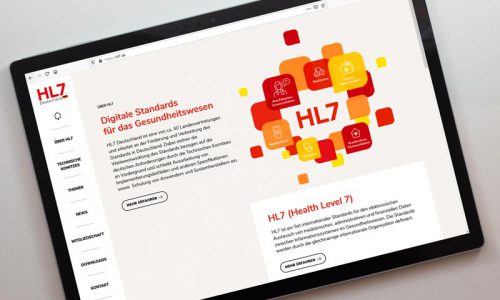 hl7.de
HL7
Deutschland
ÜBER HL7
TECHNISCHE
KOMITEES
THEMEN
NEWS
MITGLIEDSCHAFT
DOWNLOADS
KONTAKT
ÜBER HL7
Digitale Standards
für das Gesundheitswesen
HL7 Deutschland ist eine von ca. 40 Landesvertretungen
und arbeitet an der Förderung und Verbreitung des
Standards in Deutschland. Dabei stehen die
Weiterentwicklung des Standards bezogen auf die
deutschen Anforderungen durch die Technischen Komitees
im Vordergrund und schließt Ausarbeitung von
Implementierungsleitfäden und anderen Spezifikationen
sowie Schulung von Anwendern und Systemherstellern ein.
MEHR ERFAHREN
HL7
HL7 (Health Level 7)
HL7 ist ein Set internationaler Standards für den elektronischen
Austausch von medizinischen, administrativen und finanziellen Daten
zwischen Informationssystemen im Gesundheitswesen. Die Standards
werden durch die gleichnamige internationale Organisation definiert.
MEHR ERFAHREN